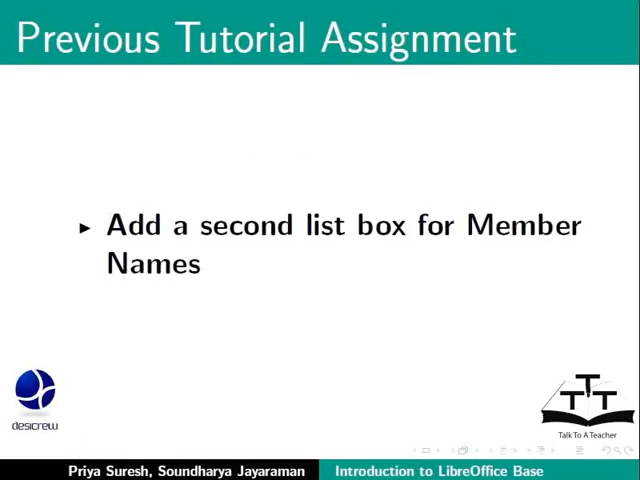 Previous Tutorial Assignment
Add a second list box for Member
Names
desicrew
T T T
Talk To A Teacher
Priya Suresh, Soundharya Jayaraman
Introduction to LibreOffice Base